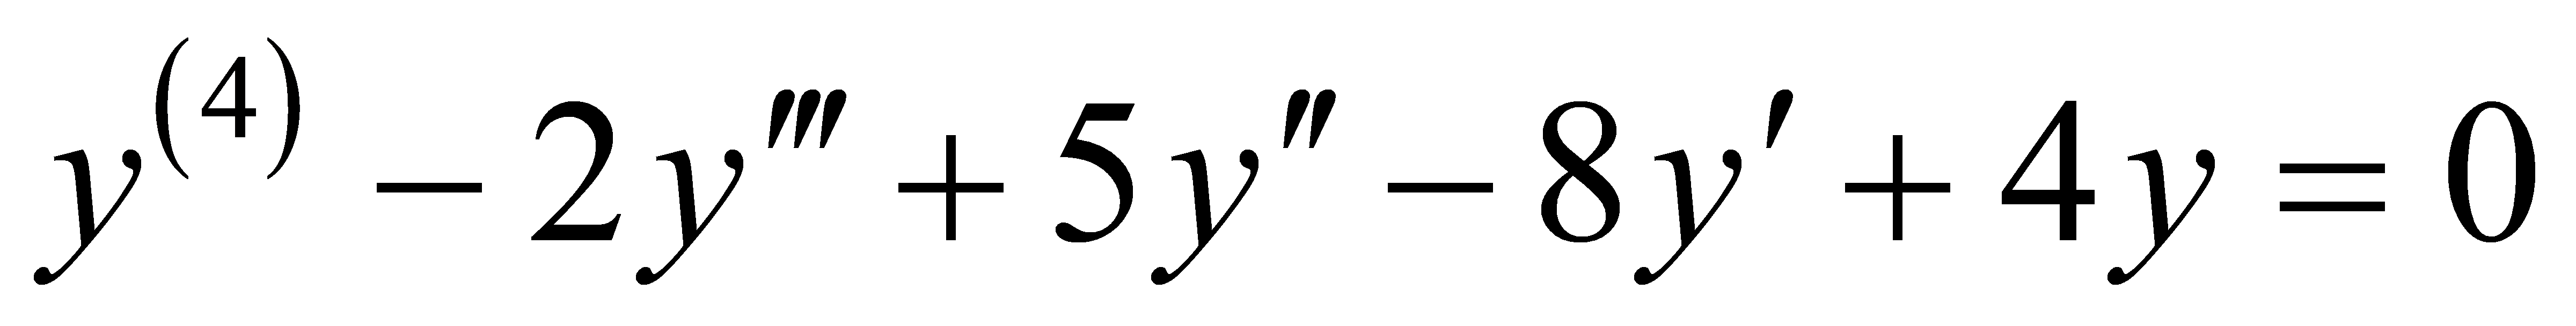 y⁽⁴⁾ − 2y‴ + 5y″ − 8y′ + 4y = 0